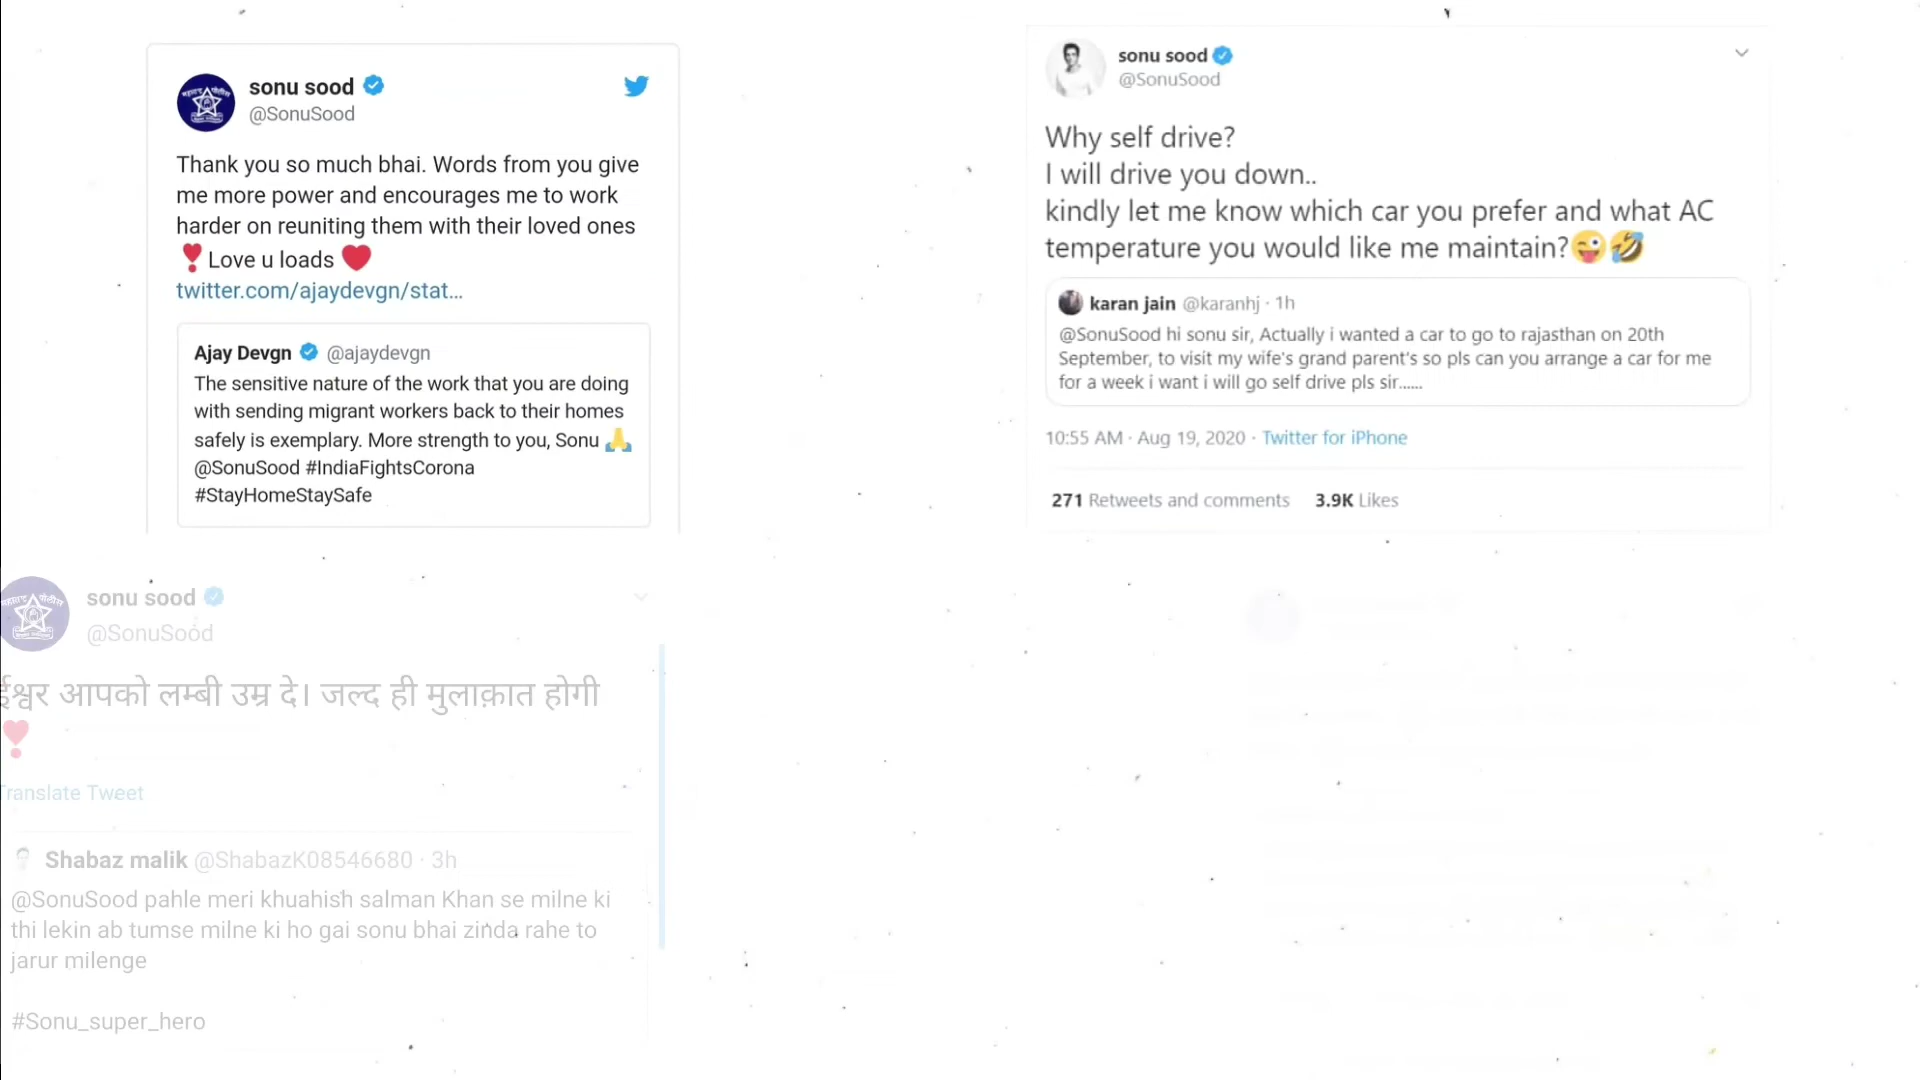 sonu sood
@SonuSood
Thank you so much bhai. Words from you give
me more power and encourages me to work
harder on reuniting them with their loved ones
❣️Love u loads ❤️
twitter.com/ajaydevgn/stat...
Ajay Devgn @ajaydevgn
The sensitive nature of the work that you are doing
with sending migrant workers back to their homes
safely is exemplary. More strength to you, Sonu 🙏
@SonuSood #IndiaFightsCorona
#StayHomeStaySafe
sonu sood
@SonuSood
Why self drive?
I will drive you down..
kindly let me know which car you prefer and what AC
temperature you would like me maintain?😜🤣
karan jain @karanhj · 1h
@SonuSood hi sonu sir, Actually i wanted a car to go to rajasthan on 20th
September, to visit my wife's grand parent's so pls can you arrange a car for me
for a week i want i will go self drive pls sir......
10:55 AM · Aug 19, 2020 · Twitter for iPhone
271 Retweets and comments 3.9K Likes
sonu sood
@SonuSood
ईश्वर आपको लम्बी उम्र दे। जल्द ही मुलाक़ात होगी
❣️
Translate Tweet
Shabaz malik @ShabazK08546680 · 3h
@SonuSood pahle meri khuahish salman Khan se milne ki
thi lekin ab tumse milne ki ho gai sonu bhai zinda rahe to
jarur milenge
#Sonu_super_hero